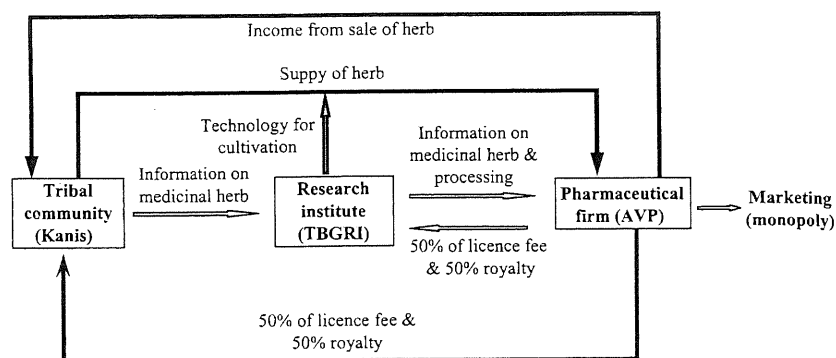 Income from sale of herb
Suppy of herb
Technology for
cultivation
Information on
medicinal herb &
processing
Information on
medicinal herb
Tribal
community
(Kanis)
Research
institute
(TBGRI)
Pharmaceutical
firm (AVP)
Marketing
(monopoly)
50% of licence fee
& 50% royalty
50% of licence fee &
50% royalty